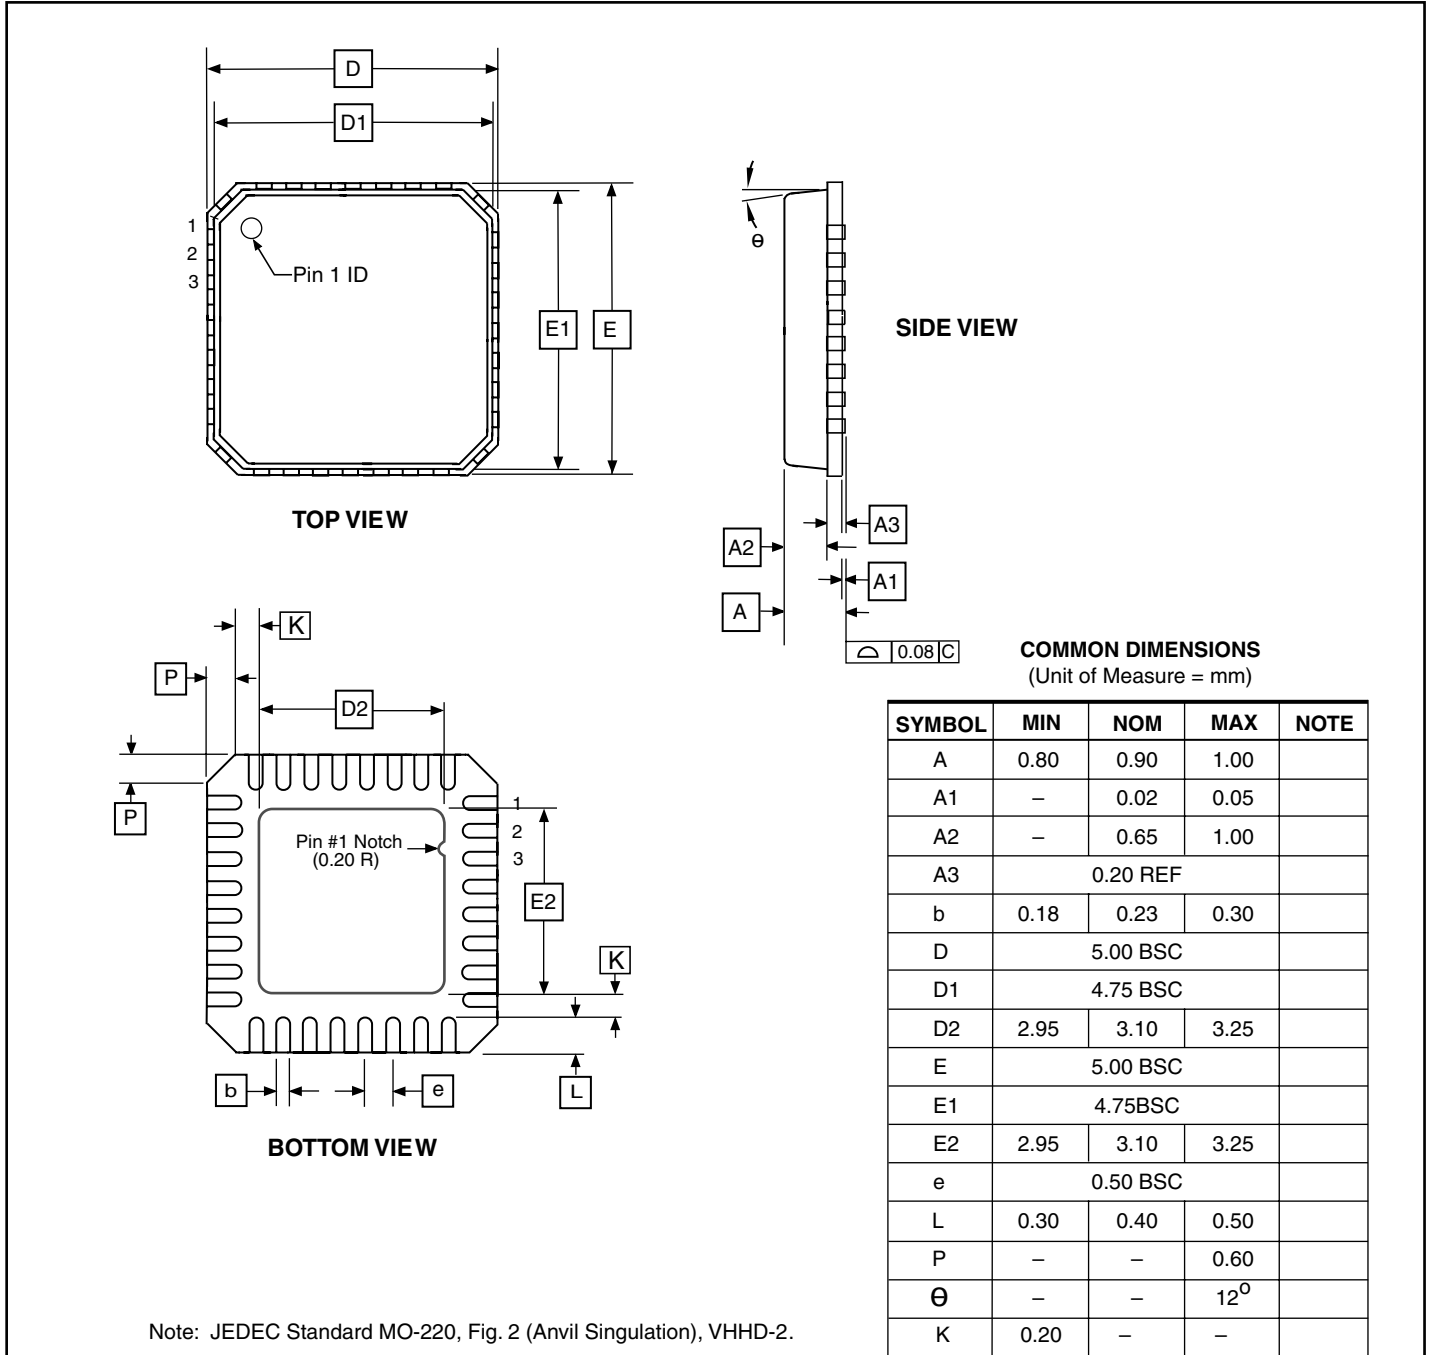 D
D1
1
2
3
Pin 1 ID
E1
E
TOP VIEW
ɵ
SIDE VIEW
A3
A2
A1
A
0.08 C
K
P
D2
P
1
2
3
Pin #1 Notch
(0.20 R)
E2
K
b
e
L
BOTTOM VIEW
COMMON DIMENSIONS
(Unit of Measure = mm)
SYMBOL MIN NOM MAX NOTE
A 0.80 0.90 1.00
A1 – 0.02 0.05
A2 – 0.65 1.00
A3 0.20 REF
b 0.18 0.23 0.30
D 5.00 BSC
D1 4.75 BSC
D2 2.95 3.10 3.25
E 5.00 BSC
E1 4.75BSC
E2 2.95 3.10 3.25
e 0.50 BSC
L 0.30 0.40 0.50
P – – 0.60
ɵ – – 12o
K 0.20 – –
Note: JEDEC Standard MO-220, Fig. 2 (Anvil Singulation), VHHD-2.